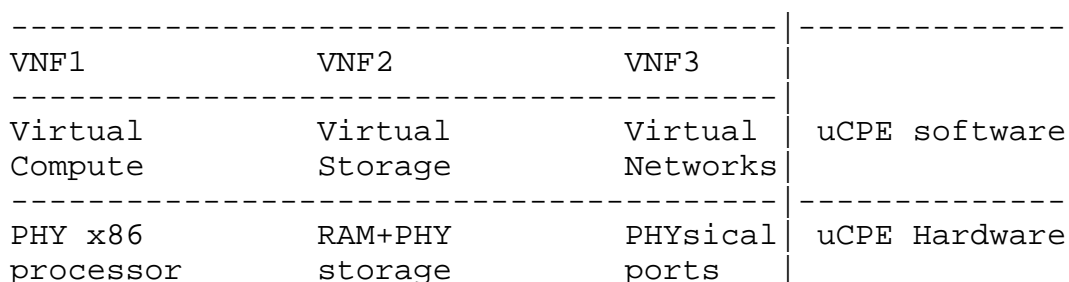 ------------------------------------------|--------------
VNF1            VNF2            VNF3      |
------------------------------------------|
Virtual         Virtual         Virtual   | uCPE software
Compute         Storage         Networks|
------------------------------------------|--------------
PHY x86         RAM+PHY         PHYsical| uCPE Hardware
processor       storage         ports     |